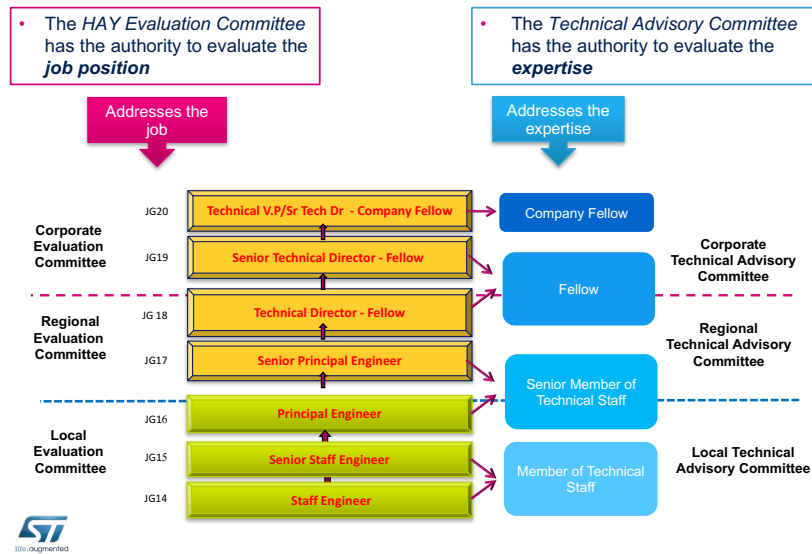 • The HAY Evaluation Committee
has the authority to evaluate the
job position
• The Technical Advisory Committee
has the authority to evaluate the
expertise
Addresses the
job
Addresses the
expertise
JG20
Technical V.P/Sr Tech Dr - Company Fellow
Company Fellow
Corporate
Evaluation
Committee
JG19
Senior Technical Director - Fellow
Fellow
Corporate
Technical Advisory
Committee
JG 18
Technical Director - Fellow
Regional
Evaluation
Committee
Regional
Technical Advisory
Committee
JG17
Senior Principal Engineer
Senior Member of
Technical Staff
JG16
Principal Engineer
Local
Evaluation
Committee
JG15
Senior Staff Engineer
Member of Technical
Staff
Local Technical
Advisory Committee
JG14
Staff Engineer
ST
life.augmented